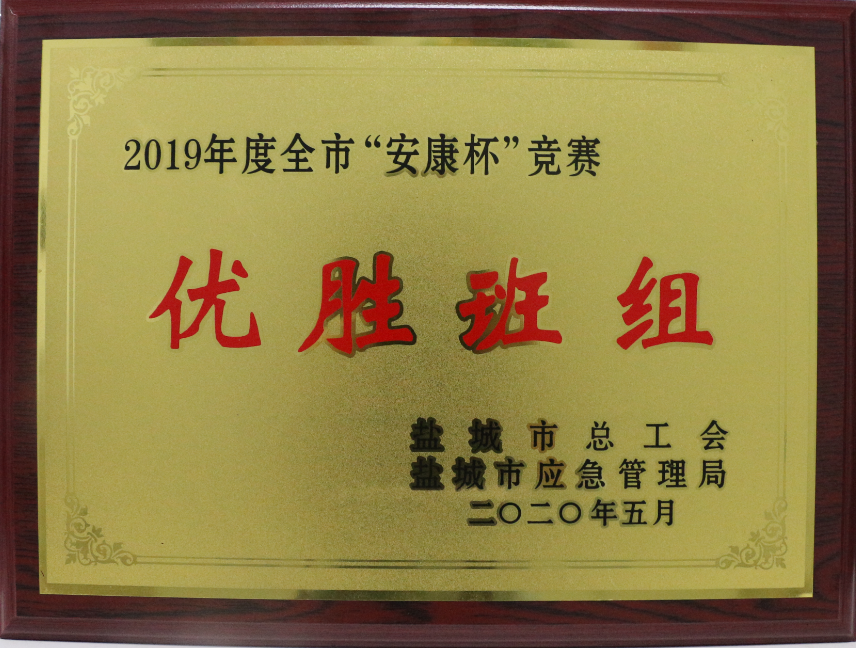 2019年度全市“安康杯”竞赛
优胜班组
盐城市总工会
盐城市应急管理局
二〇二〇年五月